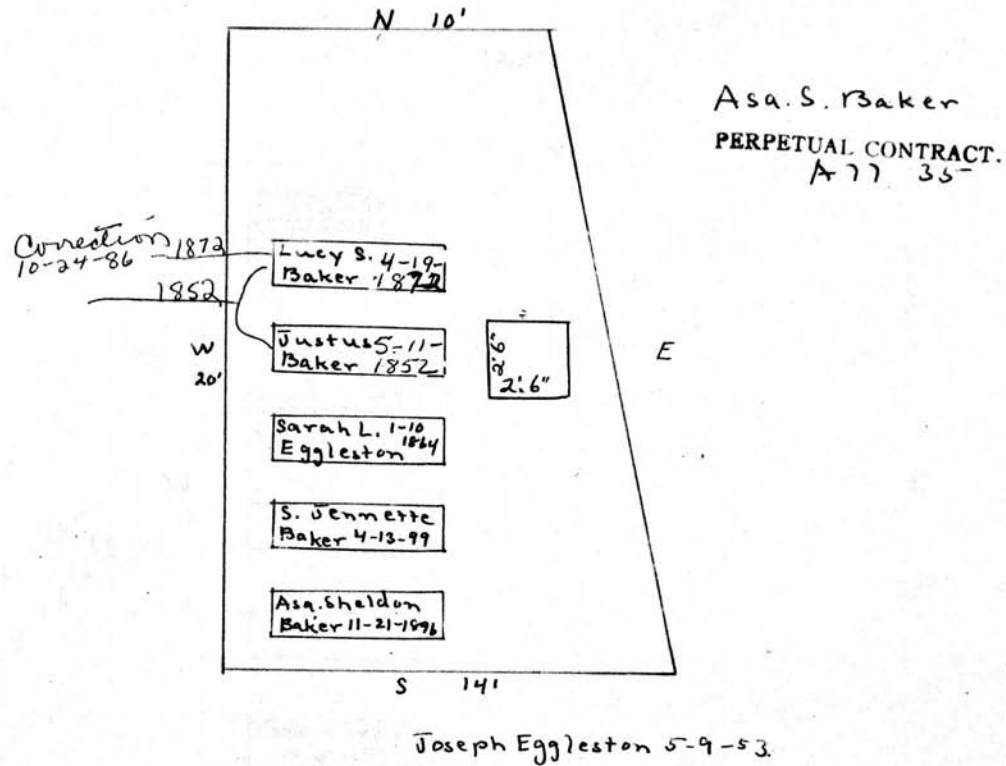 N 10'
Asa. S. Baker
PERPETUAL CONTRACT.
A 77 35
Correction 1872
10-24-86
1852
Lucy S. 4-19-
Baker 1872
Justus 5-11-
Baker 1852
W
20'
2'6"
2'.6"
E
Sarah L. 1-10
Eggleston 1864
S. Jennette
Baker 4-13-99
Asa. Sheldon
Baker 11-21-1896
S 14'
Joseph Eggleston 5-9-53.